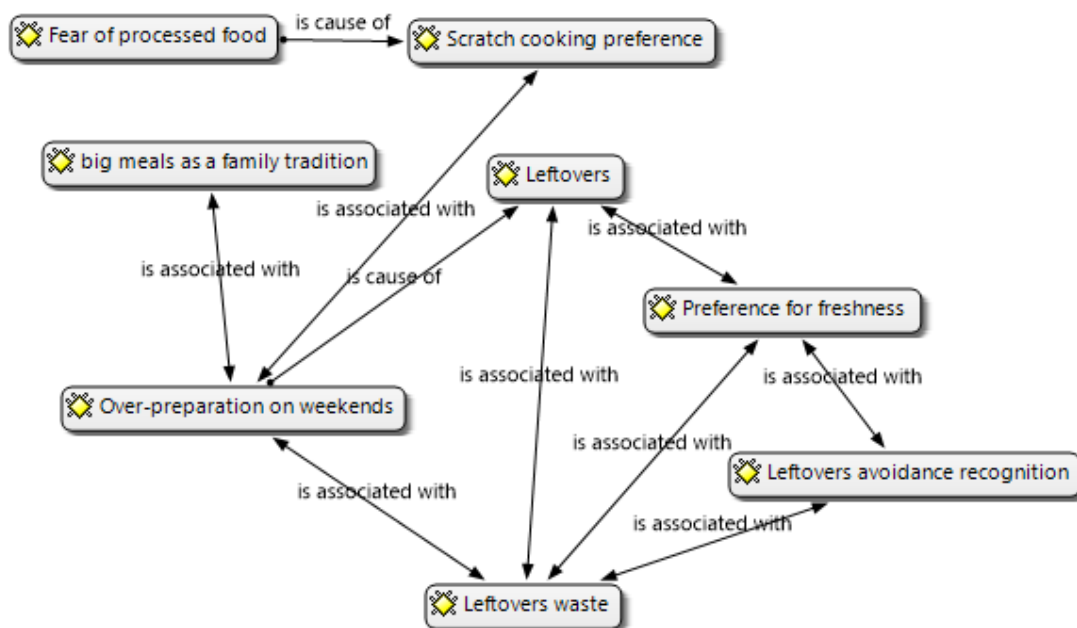 Fear of processed food
is cause of
Scratch cooking preference
big meals as a family tradition
Leftovers
is associated with
is associated with
is associated with
is cause of
Preference for freshness
is associated with
is associated with
Over-preparation on weekends
is associated with
Leftovers avoidance recognition
is associated with
is associated with
Leftovers waste